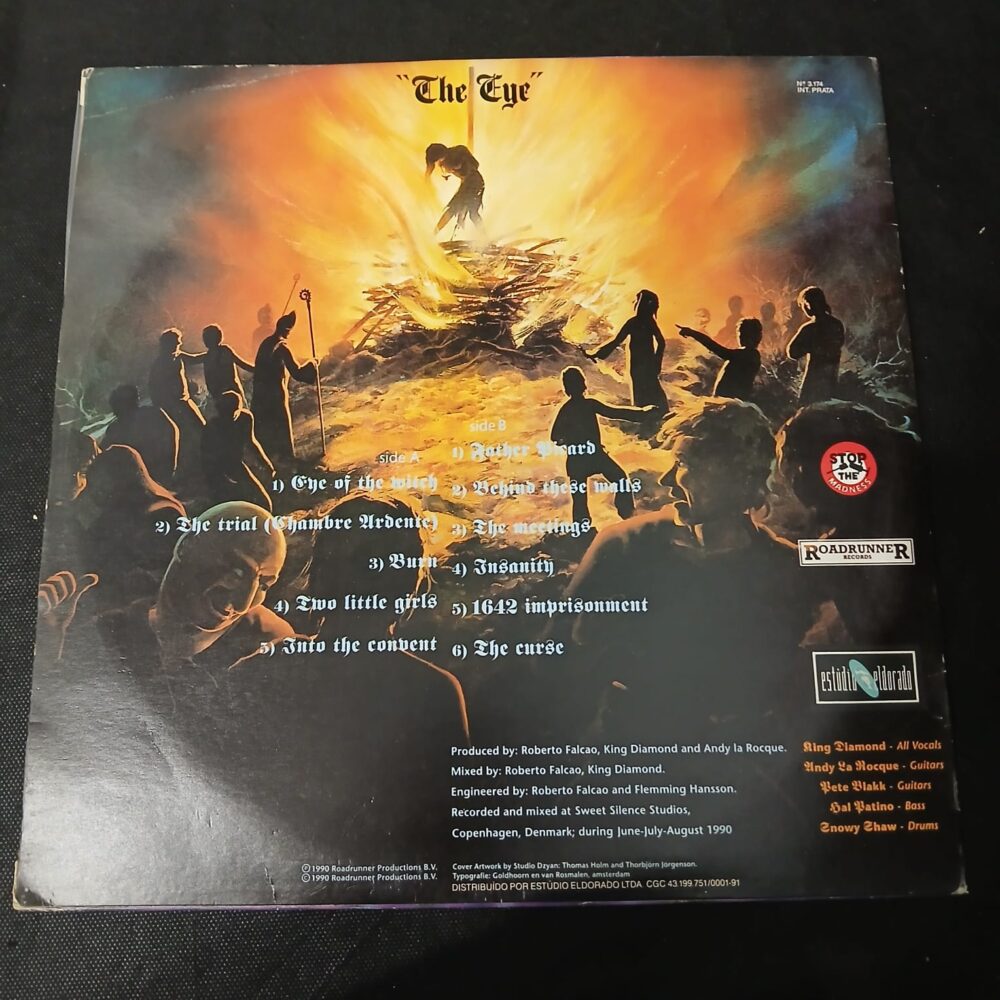 "The Eye"
Nº 3.174
INT. PRATA
side A
1) Eye of the witch
2) The trial (Chambre Ardente)
3) Burn
4) Two little girls
5) Into the convent
side B
1) Father Picard
2) Behind these walls
3) The meetings
4) Insanity
5) 1642 imprisonment
6) The curse
STOP
THE
MADNESS
ROADRUNNER
RECORDS
estúdio eldorado
Produced by: Roberto Falcao, King Diamond and Andy la Rocque.
Mixed by: Roberto Falcao, King Diamond.
Engineered by: Roberto Falcao and Flemming Hansson.
Recorded and mixed at Sweet Silence Studios,
Copenhagen, Denmark; during June-July-August 1990
King Diamond - All Vocals
Andy La Rocque - Guitars
Pete Blakk - Guitars
Hal Patino - Bass
Snowy Shaw - Drums
℗ 1990 Roadrunner Productions B.V.
© 1990 Roadrunner Productions B.V.
Cover Artwork by Studio Dzyan: Thomas Holm and Thorbjörn Jörgenson.
Typografie: Goldhoorn en van Rosmalen, amsterdam
DISTRIBUÍDO POR ESTÚDIO ELDORADO LTDA CGC 43.199.751/0001-91